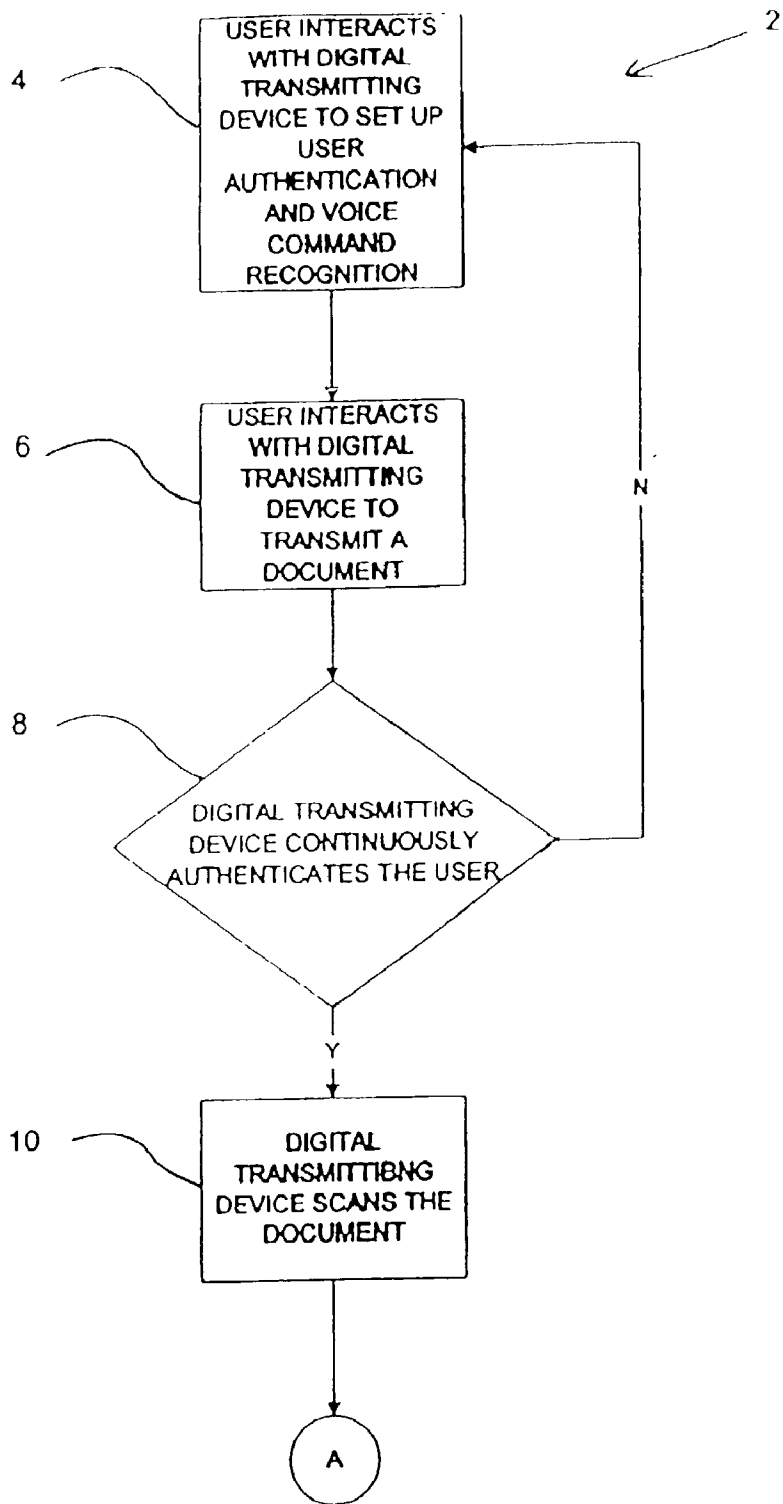 2
4
USER INTERACTS
WITH DIGITAL
TRANSMITTING
DEVICE TO SET UP
USER
AUTHENTICATION
AND VOICE
COMMAND
RECOGNITION
6
USER INTERACTS
WITH DIGITAL
TRANSMITTING
DEVICE TO
TRANSMIT A
DOCUMENT
N
8
DIGITAL TRANSMITTING
DEVICE CONTINUOUSLY
AUTHENTICATES THE USER
Y
10
DIGITAL
TRANSMITTIBNG
DEVICE SCANS THE
DOCUMENT
A